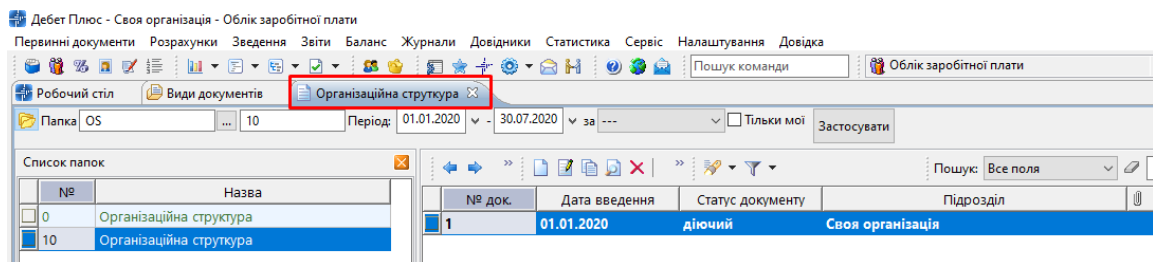 Дебет Плюс - Своя організація - Облік заробітної плати
Первинні документи Розрахунки Зведення Звіти Баланс Журнали Довідники Статистика Сервіс Налаштування Довідка
Пошук команди Облік заробітної плати
Робочий стіл Види документів Організаційна струткура
Папка OS ... 10 Період: 01.01.2020 - 30.07.2020 за --- Тільки мої Застосувати
Список папок
Пошук: Все поля
№ Назва
№ док. Дата введення Статус документу Підрозділ
0 Організаційна структура
1 01.01.2020 діючий Своя організація
10 Організаційна струткура